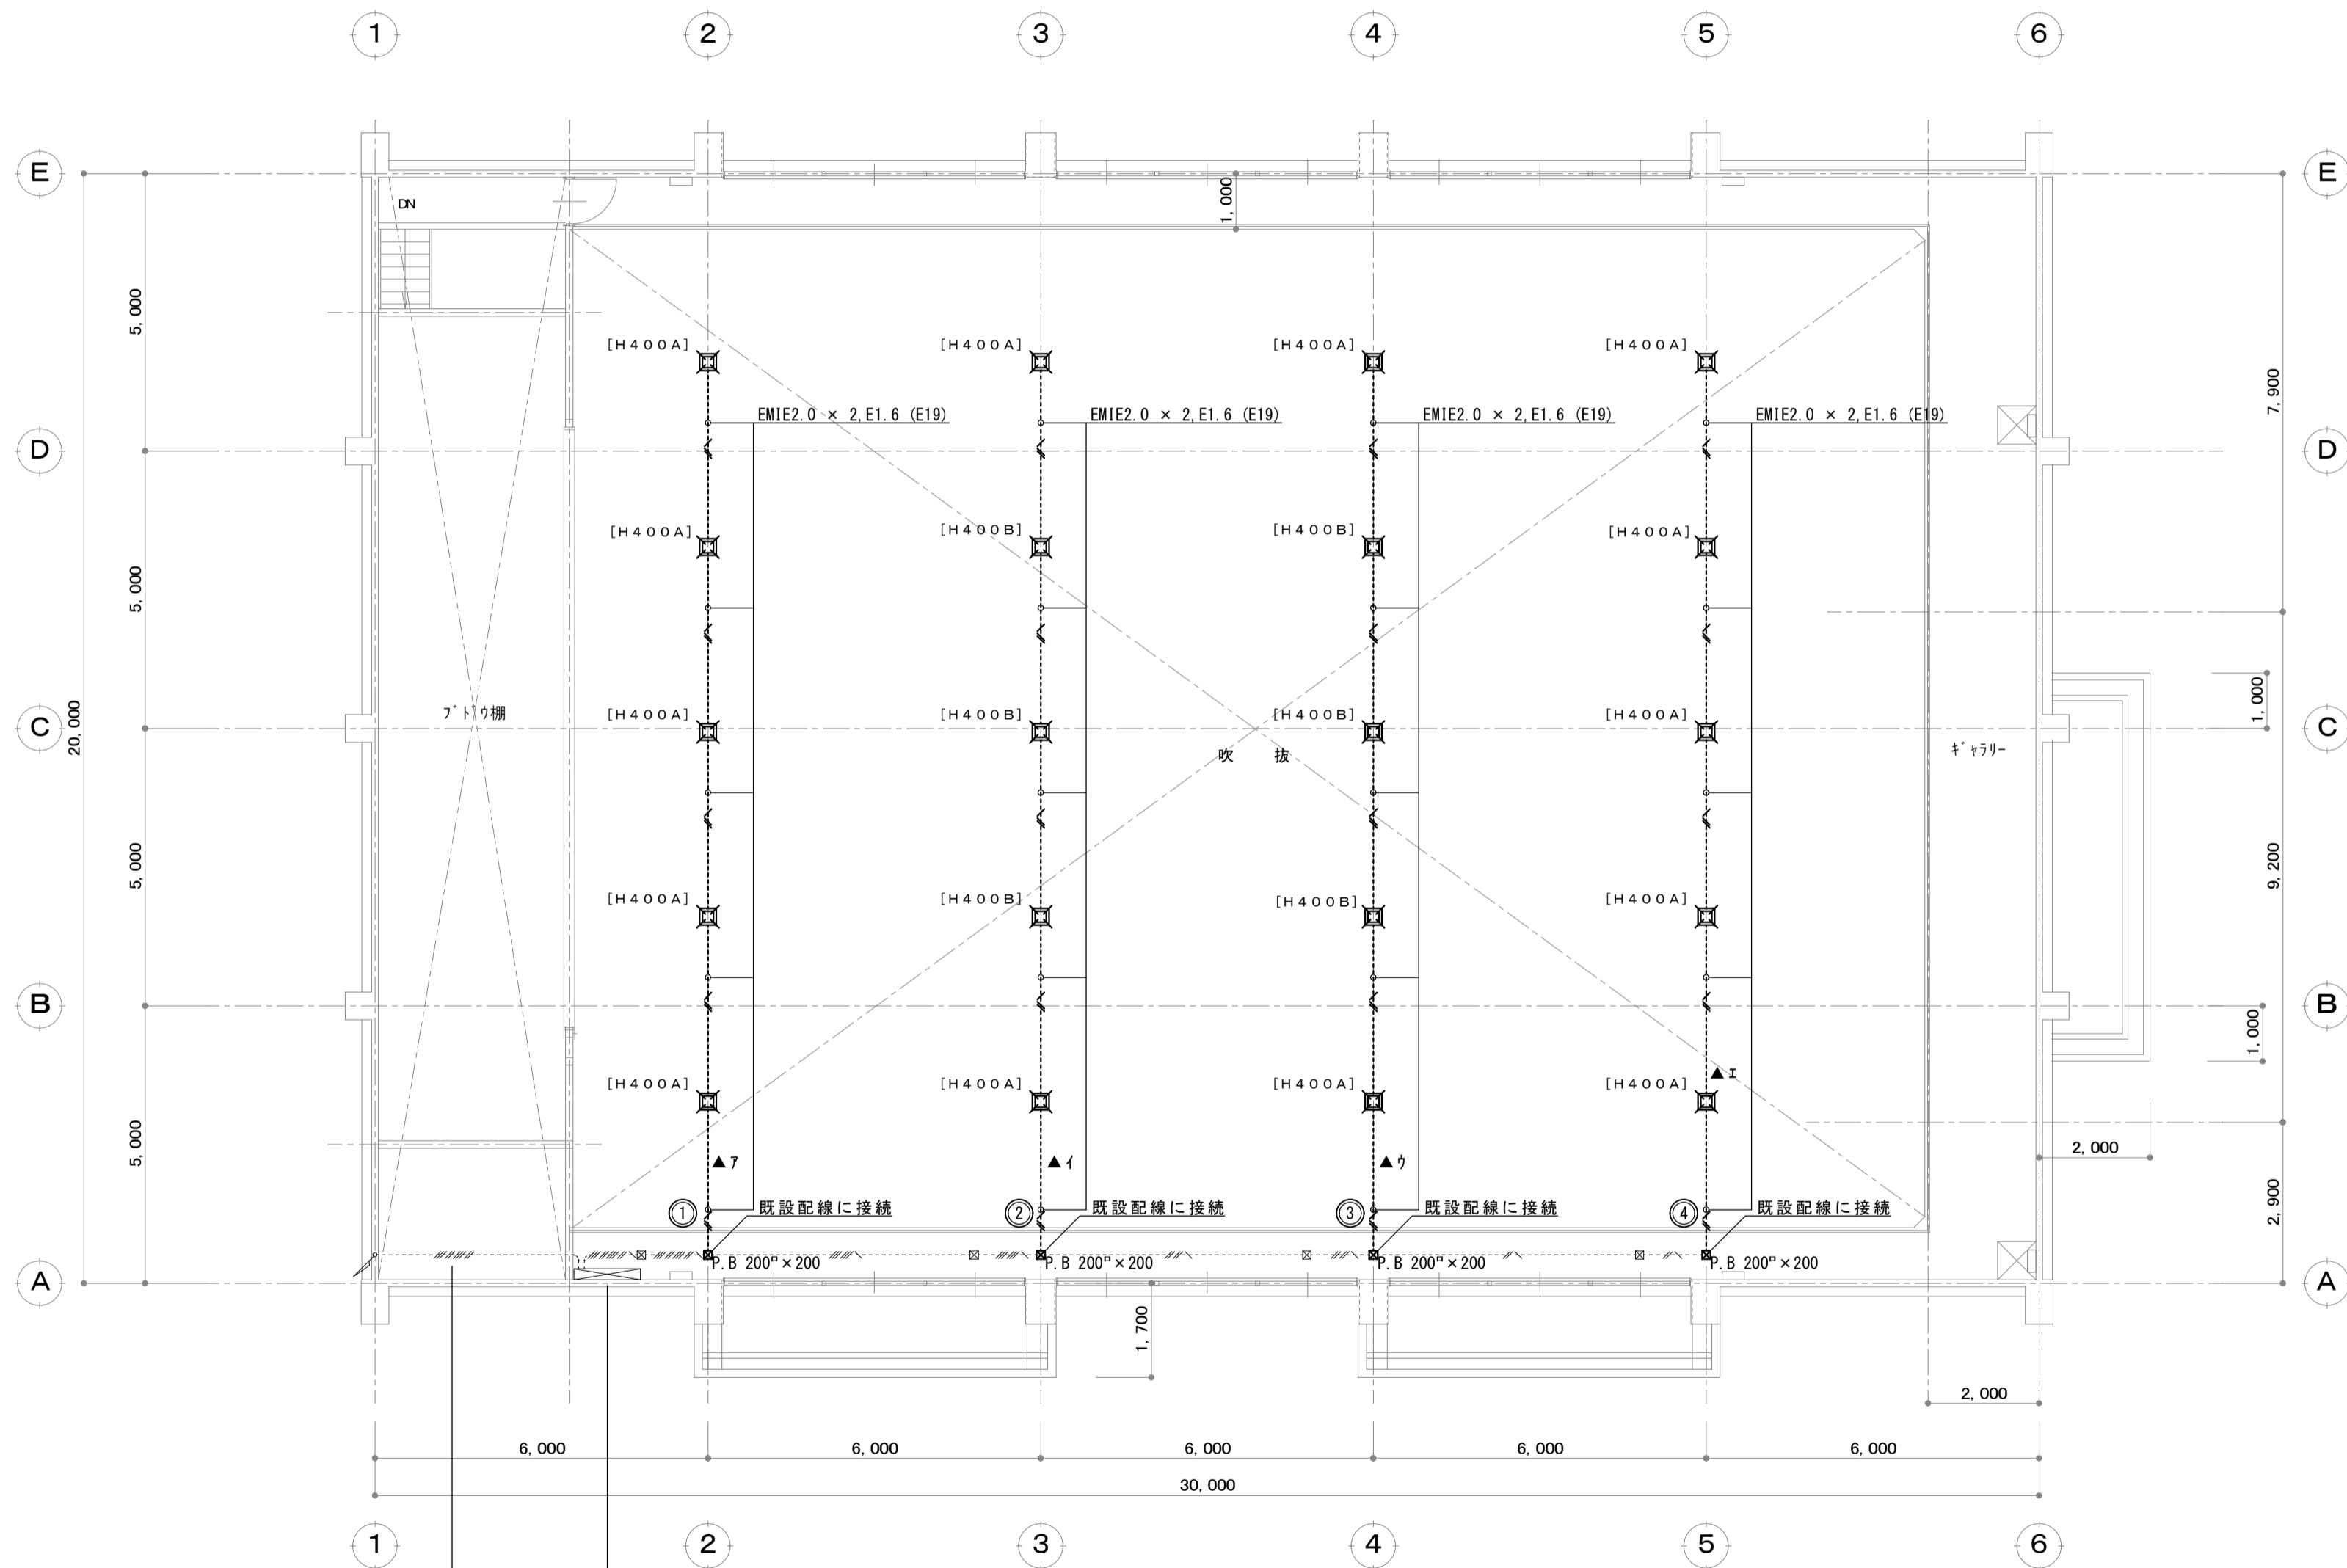 1 2 3 4 5 6
E E
1,000
DN
5,000
[H400A] [H400A] [H400A] [H400A]
7,900
EMIE2.0 × 2,E1.6 (E19) EMIE2.0 × 2,E1.6 (E19) EMIE2.0 × 2,E1.6 (E19) EMIE2.0 × 2,E1.6 (E19)
D D
[H400A] [H400B] [H400B] [H400A]
5,000
20,000
1,000
ブドウ棚
[H400A] [H400B] [H400B] [H400A]
C C
吹 抜
ギャラリー
5,000
9,200
[H400A] [H400B] [H400B] [H400A]
B B
1,000
[H400A] [H400A] [H400A] [H400A]
▲エ
5,000
2,000
▲ア ▲イ ▲ウ
2,900
① 既設配線に接続 ② 既設配線に接続 ③ 既設配線に接続 ④ 既設配線に接続
P.B 200□×200 P.B 200□×200 P.B 200□×200 P.B 200□×200
A A
1,700
2,000
6,000 6,000 6,000 6,000 6,000
30,000
1 2 3 4 5 6